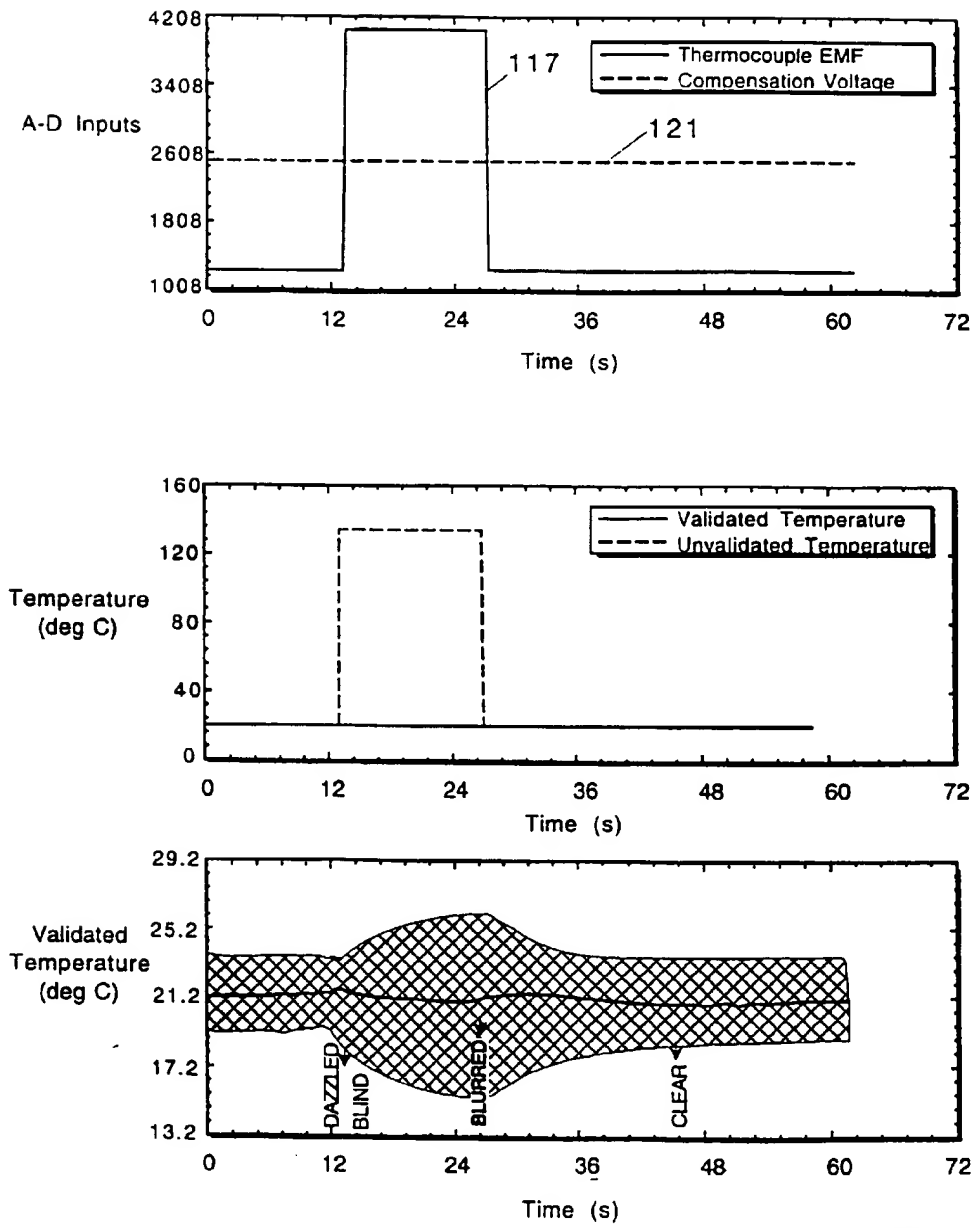 4208
3408
2608
1808
1008
A-D Inputs
Thermocouple EMF
Compensation Voltage
117
121
0 12 24 36 48 60 72
Time (s)
160
120
80
40
0
Temperature
(deg C)
Validated Temperature
Unvalidated Temperature
0 12 24 36 48 60 72
Time (s)
29.2
25.2
21.2
17.2
13.2
Validated
Temperature
(deg C)
DAZZLED
BLIND
BLURRED
CLEAR
0 12 24 36 48 60 72
Time (s)